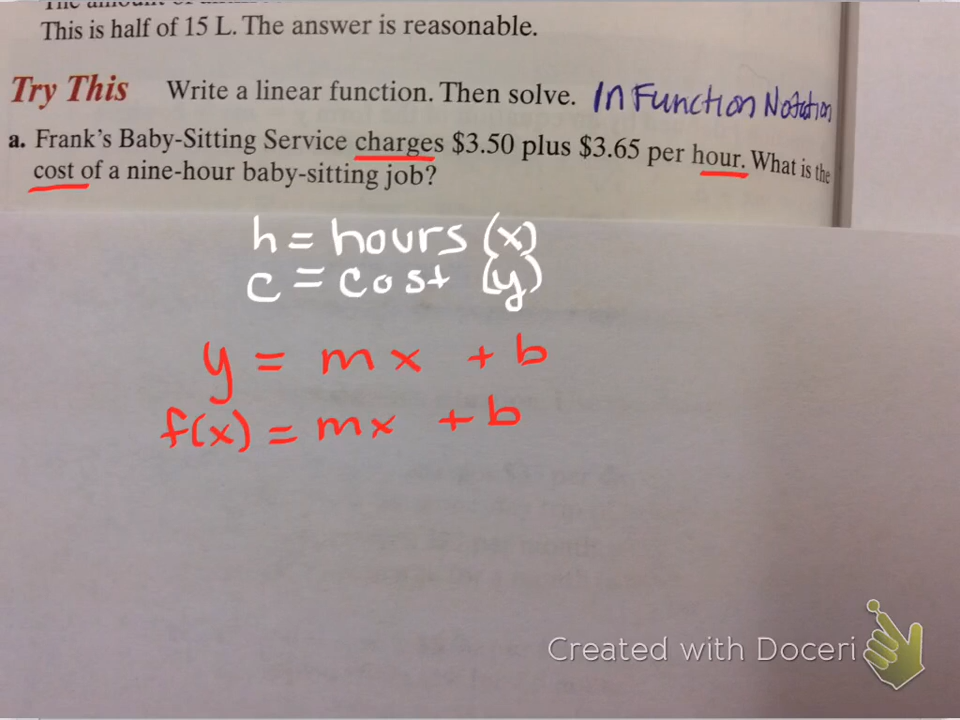 This is half of 15 L. The answer is reasonable.
Try This Write a linear function. Then solve. In Function Notation
a. Frank's Baby-Sitting Service charges $3.50 plus $3.65 per hour. What is the
cost of a nine-hour baby-sitting job?
h = hours (x)
c = cost (y)
y = mx + b
f(x) = mx + b
Created with Doceri